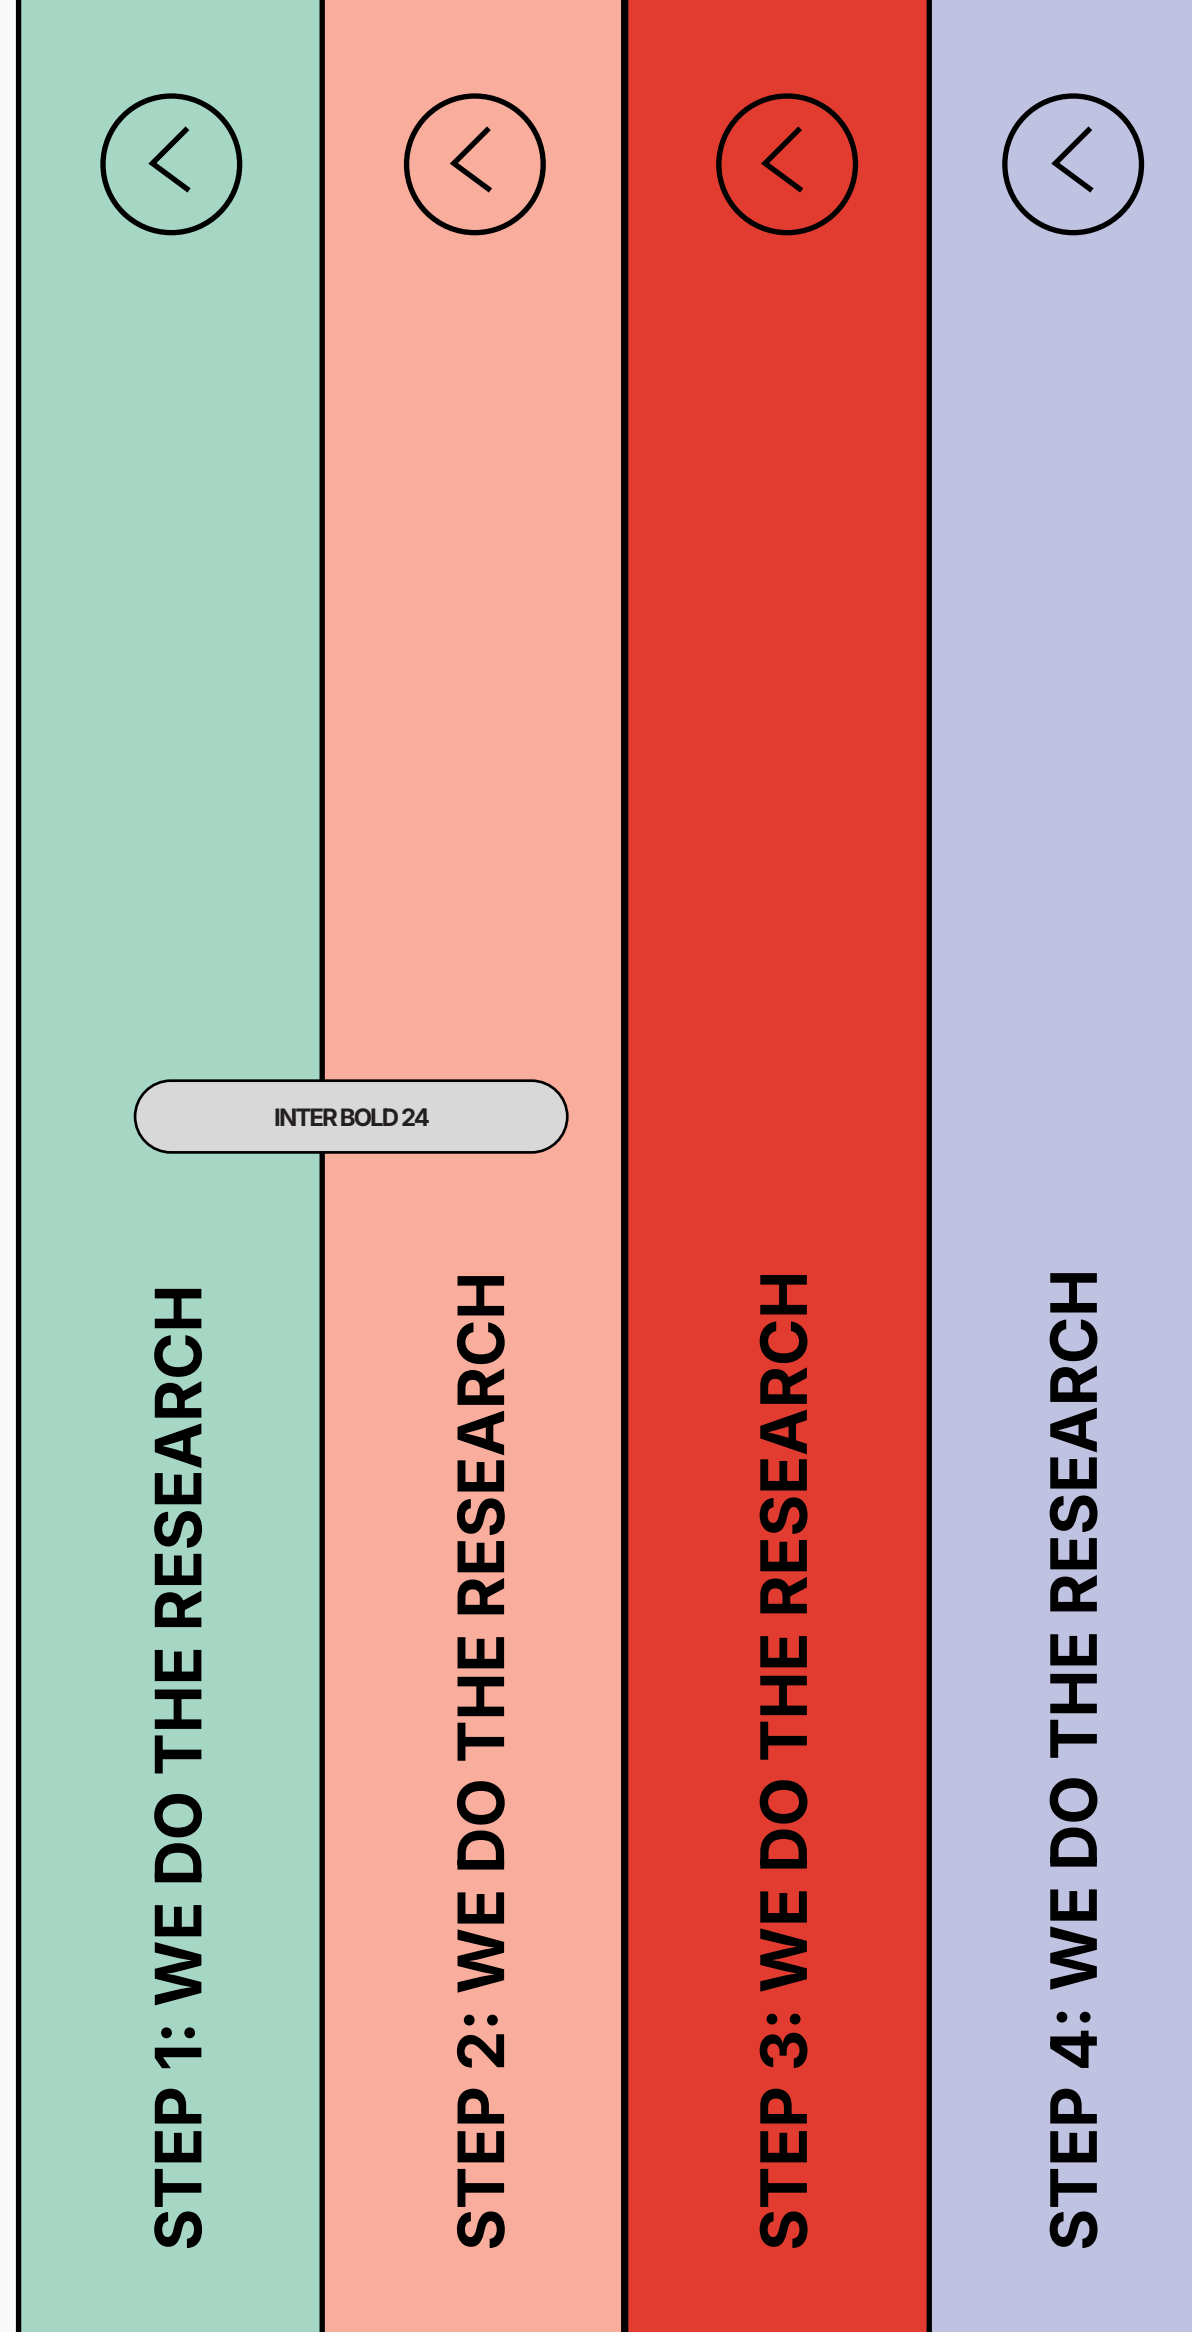 INTER BOLD 24
STEP 1: WE DO THE RESEARCH
STEP 2: WE DO THE RESEARCH
STEP 3: WE DO THE RESEARCH
STEP 4: WE DO THE RESEARCH